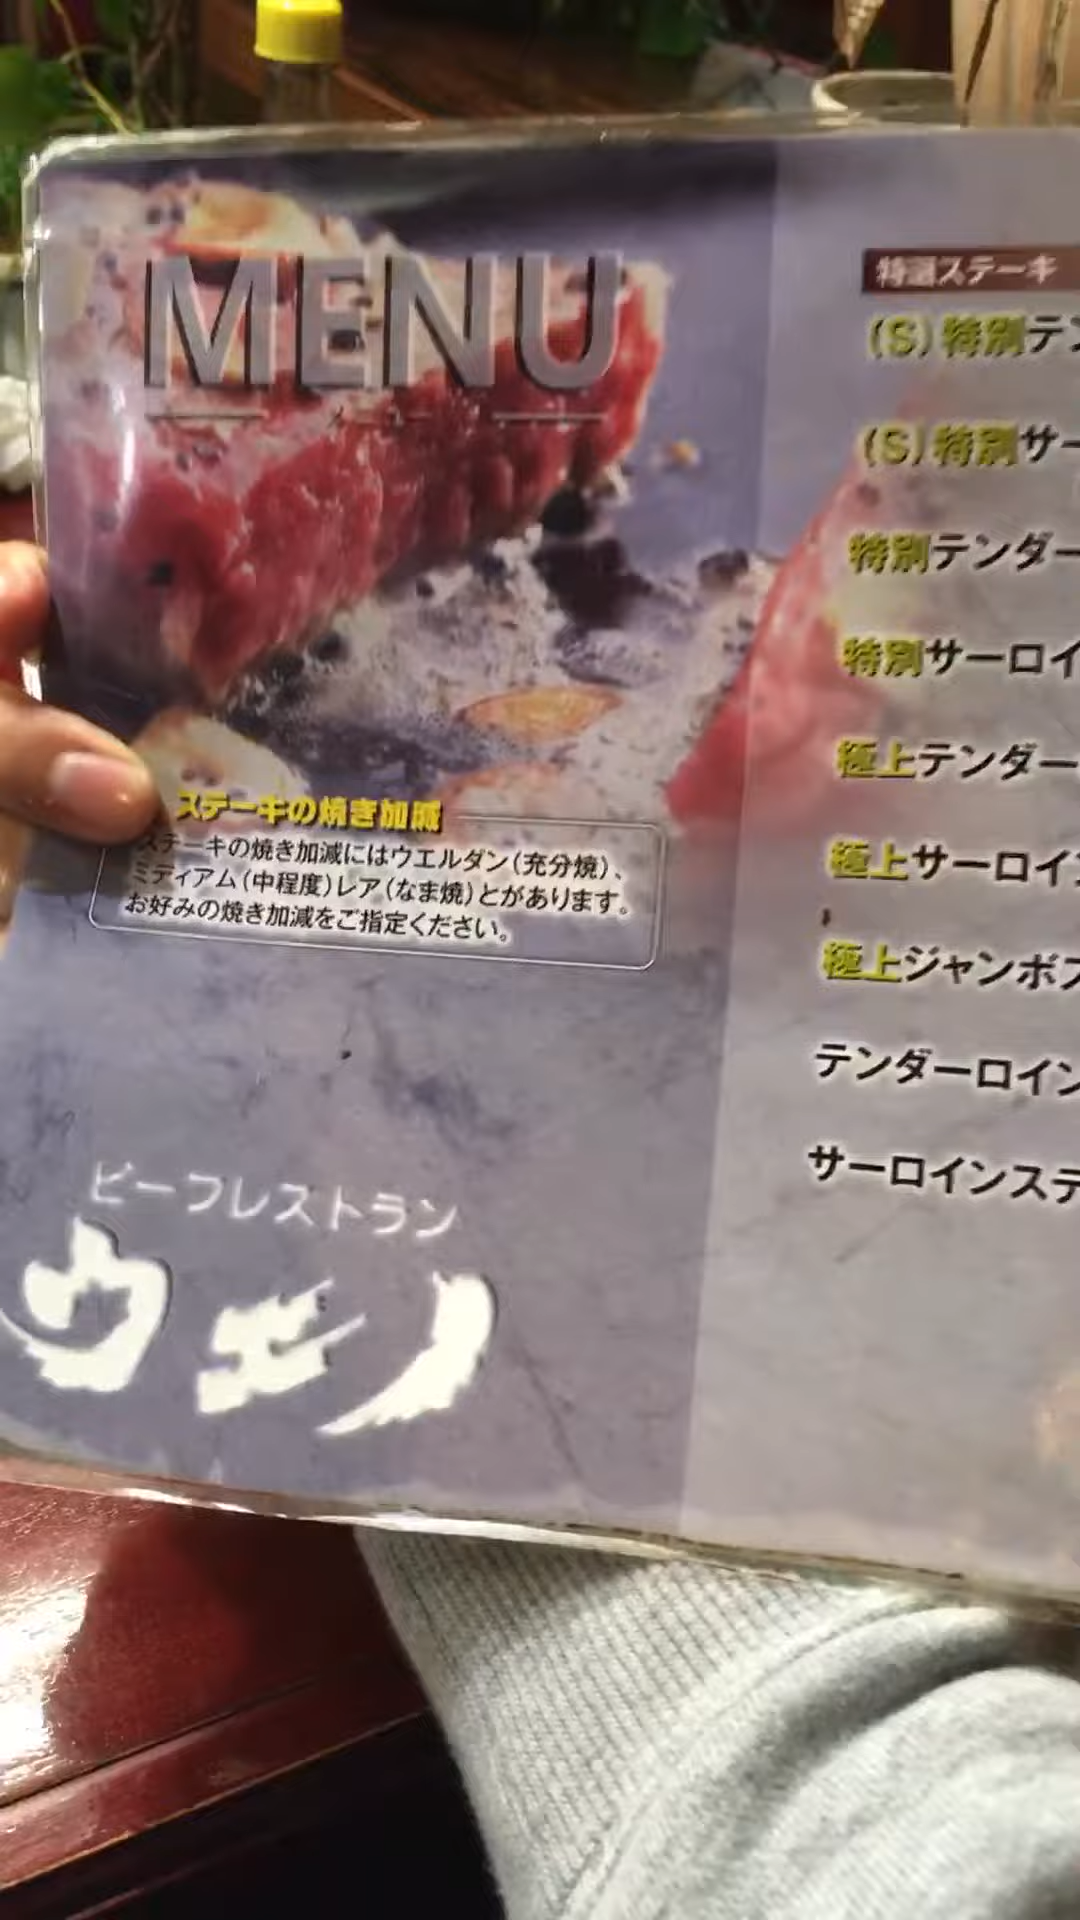 MENU
メニュー
ステーキの焼き加減
ステーキの焼き加減にはウエルダン(充分焼)、
ミディアム(中程度)レア(なま焼)とがあります。
お好みの焼き加減をご指定ください。
ビーフレストラン
ウエノ
特選ステーキ
(S)特別テン
(S)特別サー
特別テンダー
特別サーロイ
極上テンダー
極上サーロイン
極上ジャンボス
テンダーロイン
サーロインステ